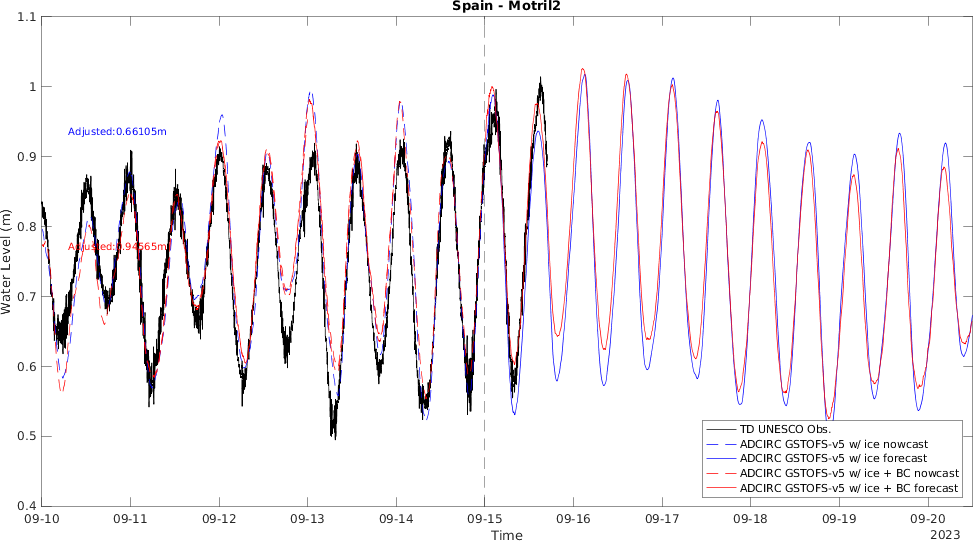 Spain - Motril2
1.1
1
0.9
0.8
0.7
0.6
0.5
0.4
Water Level (m)
Adjusted:0.66105m
Adjusted:0.94565m
TD UNESCO Obs.
ADCIRC GSTOFS-v5 w/ ice nowcast
ADCIRC GSTOFS-v5 w/ ice forecast
ADCIRC GSTOFS-v5 w/ ice + BC nowcast
ADCIRC GSTOFS-v5 w/ ice + BC forecast
09-10 09-11 09-12 09-13 09-14 09-15 09-16 09-17 09-18 09-19 09-20
2023
Time